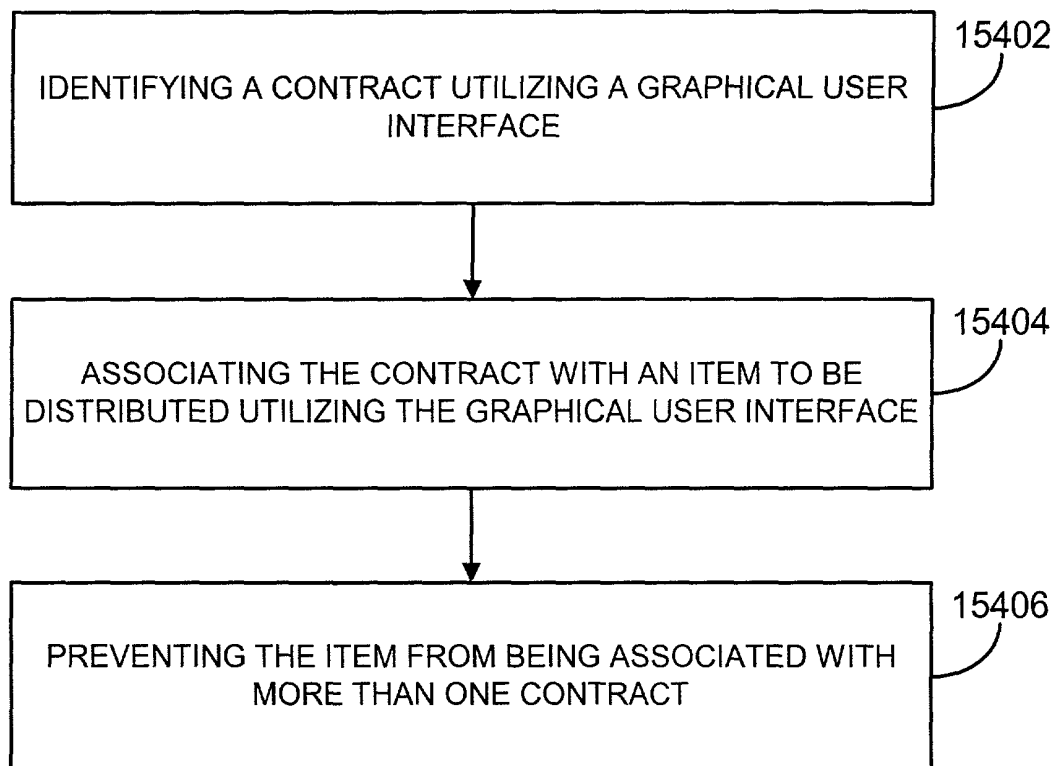 15402
IDENTIFYING A CONTRACT UTILIZING A GRAPHICAL USER
INTERFACE
15404
ASSOCIATING THE CONTRACT WITH AN ITEM TO BE
DISTRIBUTED UTILIZING THE GRAPHICAL USER INTERFACE
15406
PREVENTING THE ITEM FROM BEING ASSOCIATED WITH
MORE THAN ONE CONTRACT